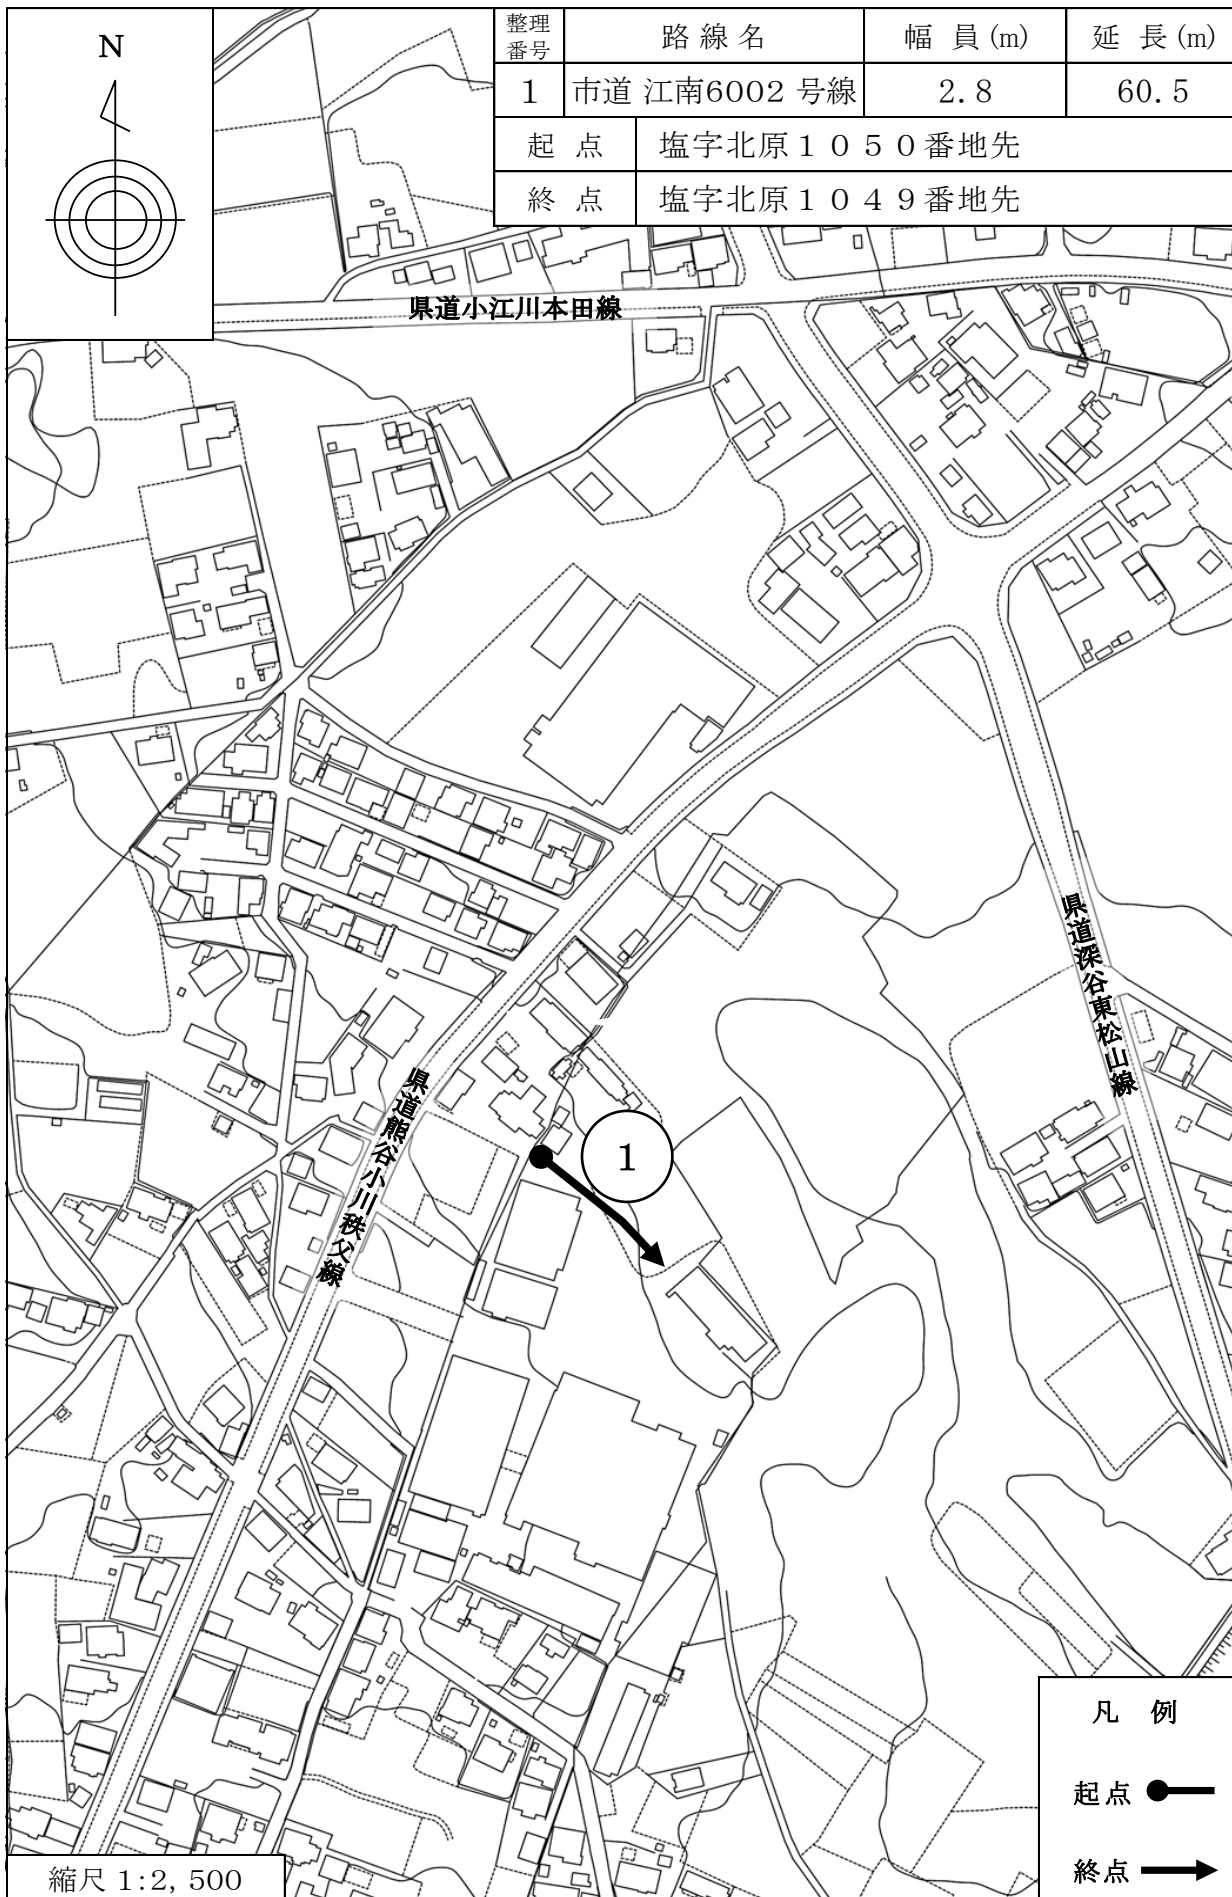 N
整理番号 路線名 幅員(m) 延長(m)
1 市道 江南6002 号線 2.8 60.5
起点 塩字北原1050番地先
終点 塩字北原1049番地先
県道小江川本田線
県道深谷東松山線
県道熊谷小川秩父線
1
凡例
起点
終点
縮尺 1:2,500